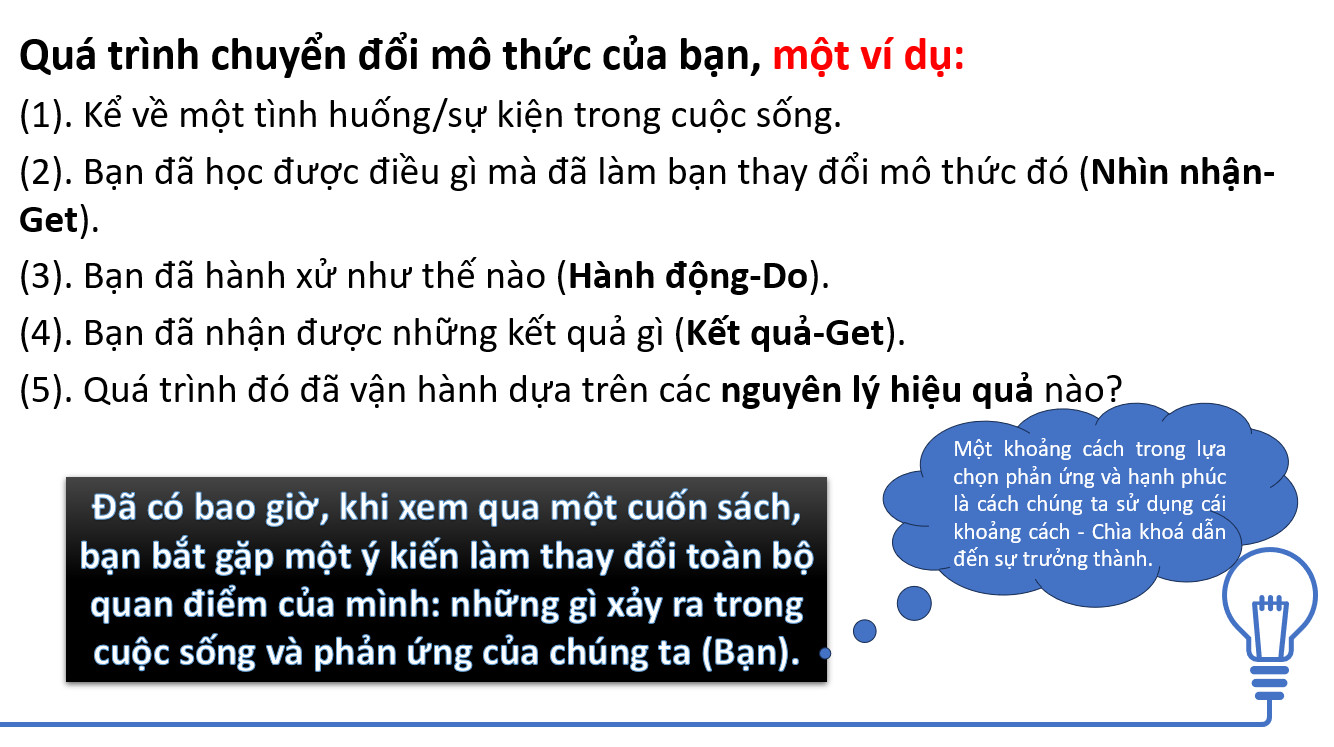 Quá trình chuyển đổi mô thức của bạn, một ví dụ:
(1). Kể về một tình huống/sự kiện trong cuộc sống.
(2). Bạn đã học được điều gì mà đã làm bạn thay đổi mô thức đó (Nhìn nhận-
Get).
(3). Bạn đã hành xử như thế nào (Hành động-Do).
(4). Bạn đã nhận được những kết quả gì (Kết quả-Get).
(5). Quá trình đó đã vận hành dựa trên các nguyên lý hiệu quả nào?
Đã có bao giờ, khi xem qua một cuốn sách,
bạn bắt gặp một ý kiến làm thay đổi toàn bộ
quan điểm của mình: những gì xảy ra trong
cuộc sống và phản ứng của chúng ta (Bạn).
Một khoảng cách trong lựa
chọn phản ứng và hạnh phúc
là cách chúng ta sử dụng cái
khoảng cách - Chìa khoá dẫn
đến sự trưởng thành.